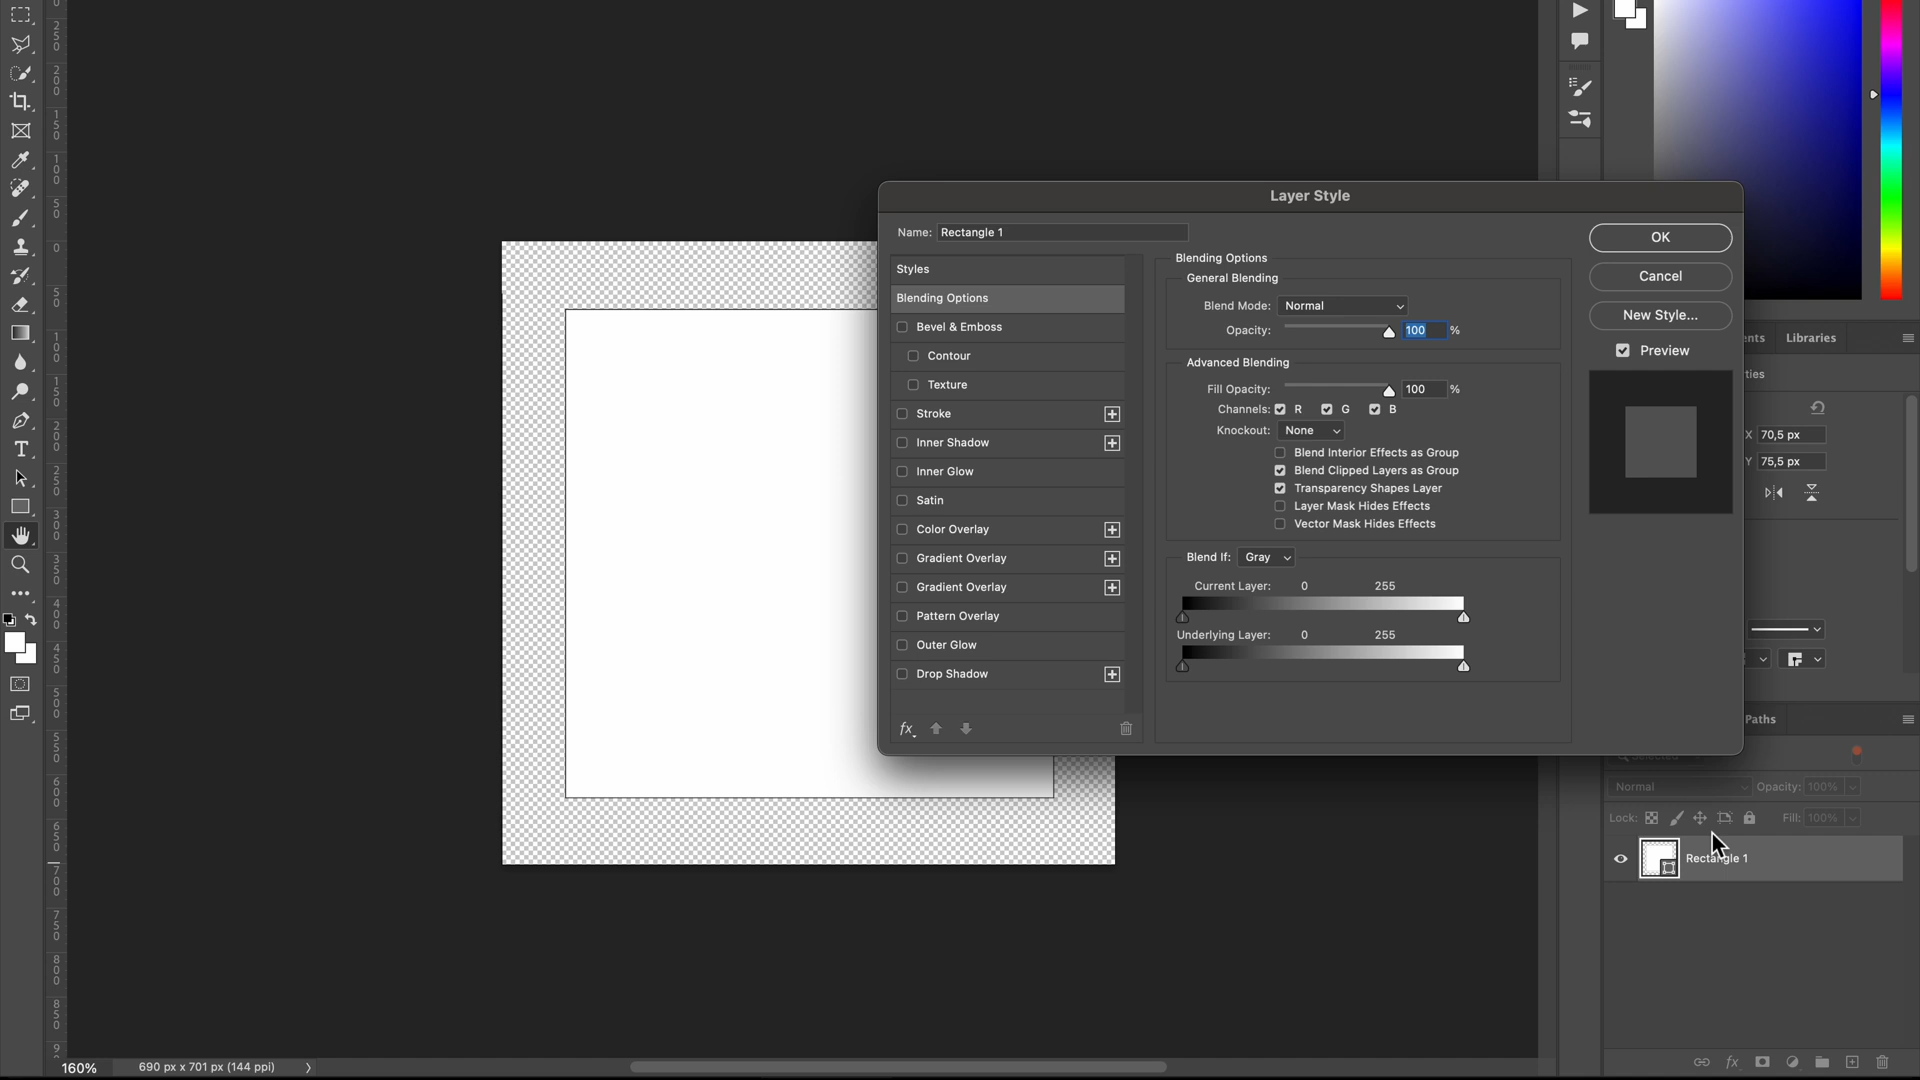 Layer Style
Name: Rectangle 1
Styles
Blending Options
Bevel & Emboss
Contour
Texture
Stroke
Inner Shadow
Inner Glow
Satin
Color Overlay
Gradient Overlay
Gradient Overlay
Pattern Overlay
Outer Glow
Drop Shadow
fx
Blending Options
General Blending
Blend Mode: Normal
Opacity: 100 %
Advanced Blending
Fill Opacity: 100 %
Channels: R G B
Knockout: None
Blend Interior Effects as Group
Blend Clipped Layers as Group
Transparency Shapes Layer
Layer Mask Hides Effects
Vector Mask Hides Effects
Blend If: Gray
Current Layer: 0 255
Underlying Layer: 0 255
OK
Cancel
New Style...
Preview
Libraries
X 70,5 px
Y 75,5 px
Paths
Normal Opacity: 100%
Lock: Fill: 100%
Rectangle 1
fx
160% 690 px x 701 px (144 ppi)